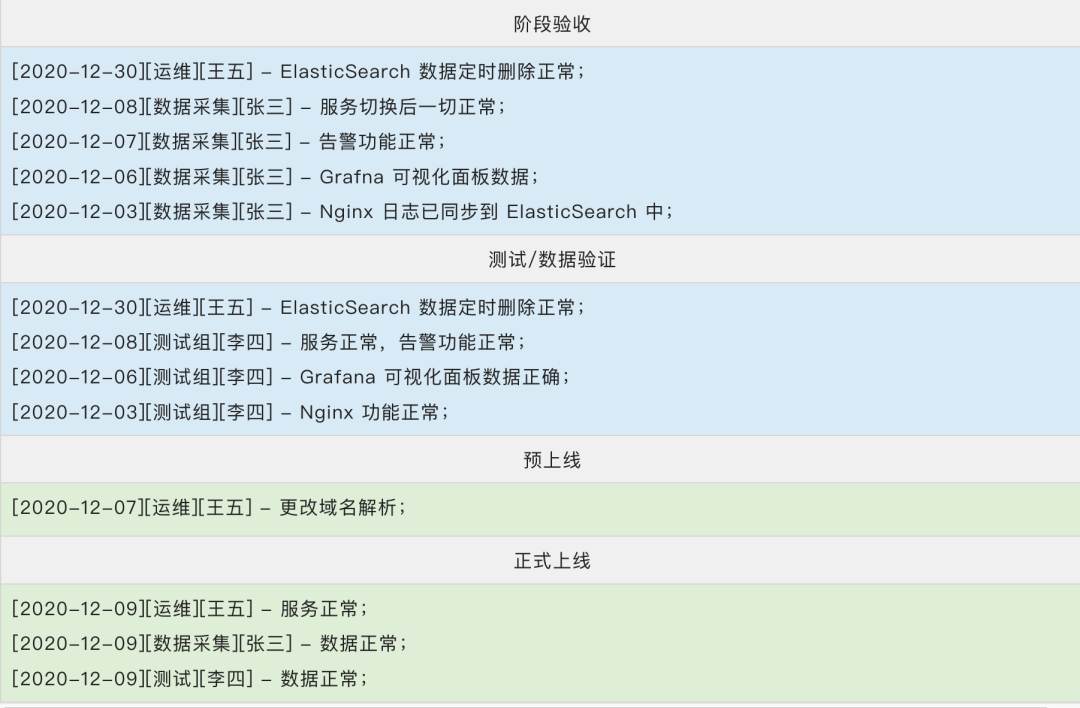 阶段验收
[2020-12-30][运维][王五] - ElasticSearch 数据定时删除正常；
[2020-12-08][数据采集][张三] - 服务切换后一切正常；
[2020-12-07][数据采集][张三] - 告警功能正常；
[2020-12-06][数据采集][张三] - Grafna 可视化面板数据；
[2020-12-03][数据采集][张三] - Nginx 日志已同步到 ElasticSearch 中；
测试/数据验证
[2020-12-30][运维][王五] - ElasticSearch 数据定时删除正常；
[2020-12-08][测试组][李四] - 服务正常，告警功能正常；
[2020-12-06][测试组][李四] - Grafana 可视化面板数据正确；
[2020-12-03][测试组][李四] - Nginx 功能正常；
预上线
[2020-12-07][运维][王五] - 更改域名解析；
正式上线
[2020-12-09][运维][王五] - 服务正常；
[2020-12-09][数据采集][张三] - 数据正常；
[2020-12-09][测试][李四] - 数据正常；